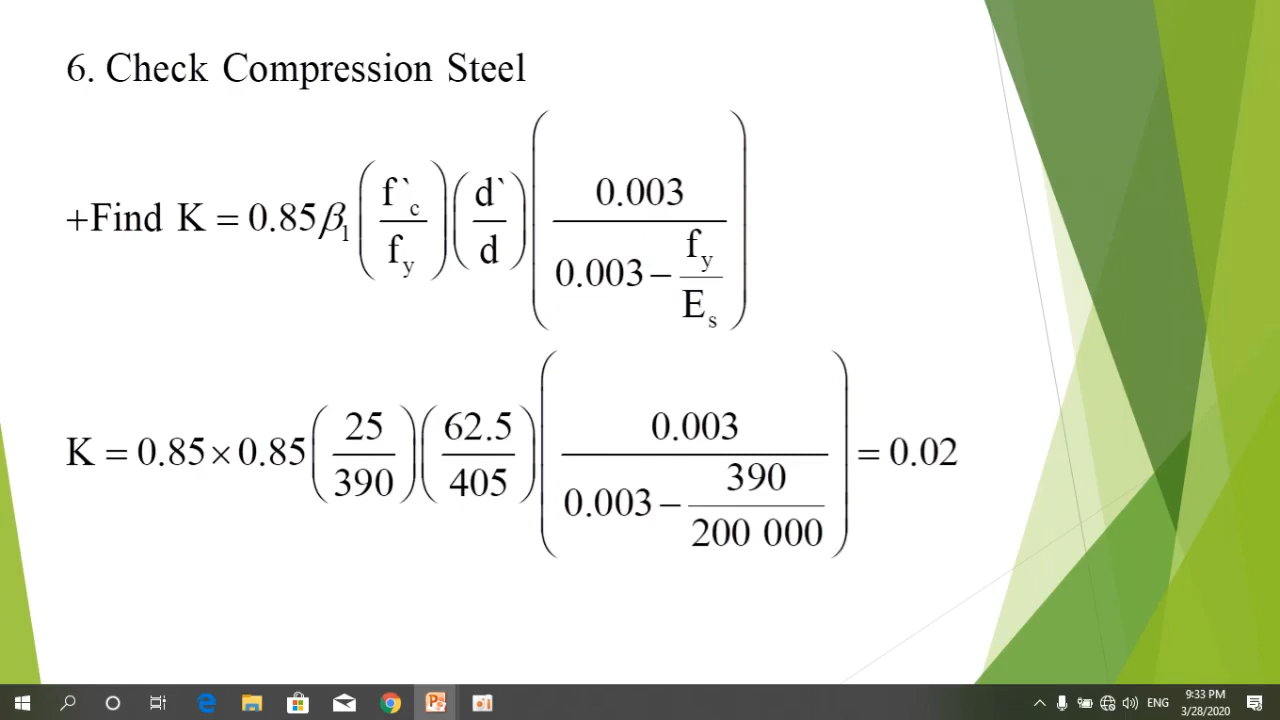 6. Check Compression Steel
+Find K = 0.85β₁ (f`c / fy) (d` / d) (0.003 / (0.003 − fy / Es))
K = 0.85×0.85 (25 / 390) (62.5 / 405) (0.003 / (0.003 − 390 / 200 000)) = 0.02
ENG
9:33 PM
3/28/2020